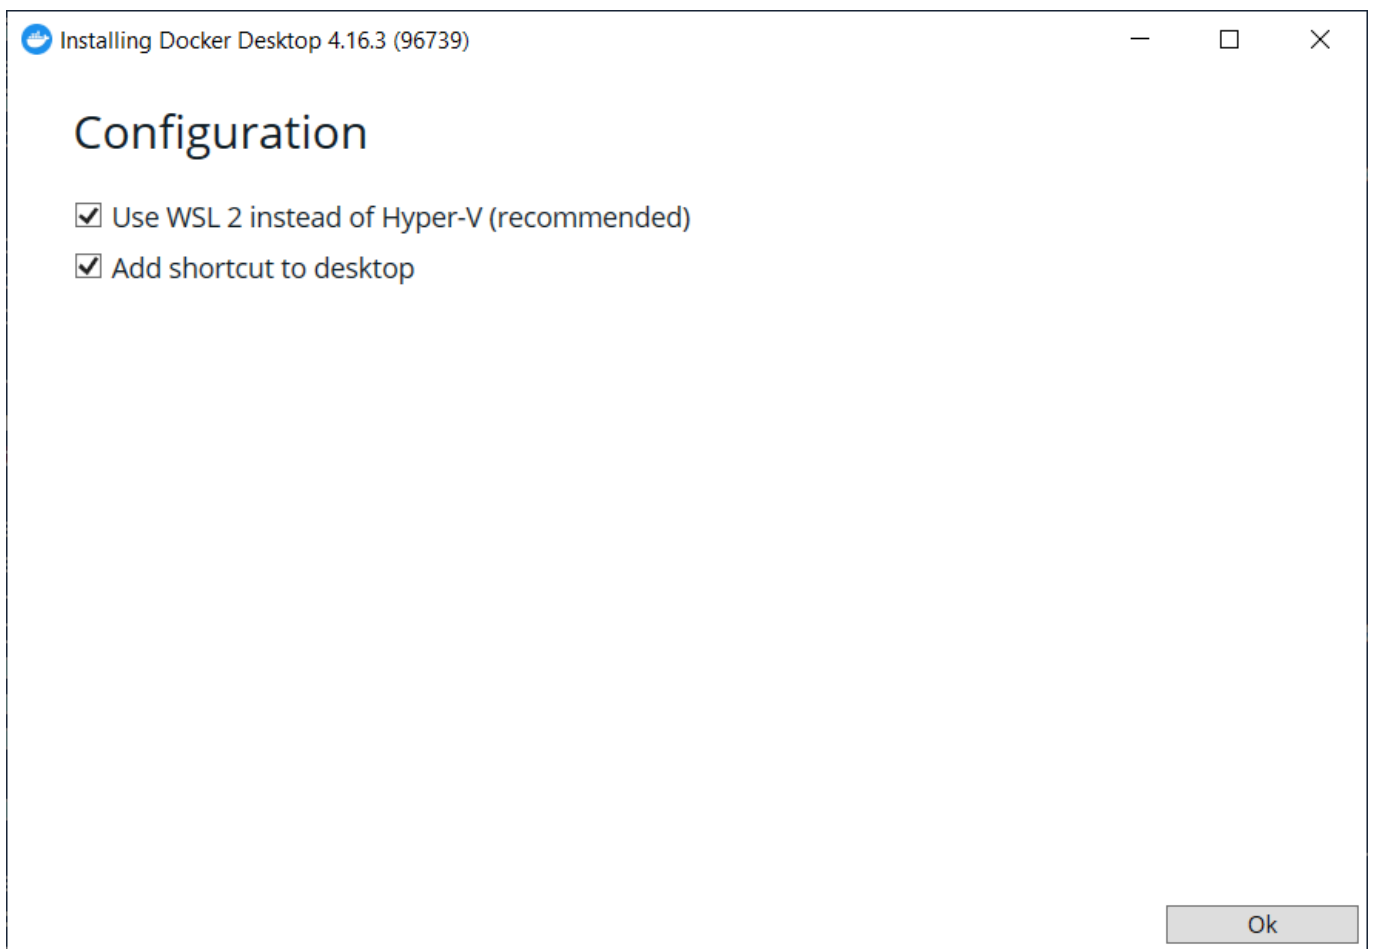 Installing Docker Desktop 4.16.3 (96739)
Configuration
Use WSL 2 instead of Hyper-V (recommended)
Add shortcut to desktop
Ok